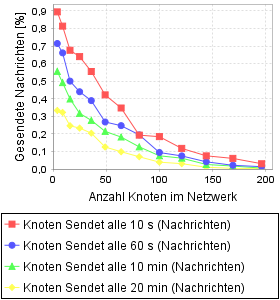 Gesendete Nachrichten [%]
0,9
0,8
0,7
0,6
0,5
0,4
0,3
0,2
0,1
0,0
0 50 100 150 200
Anzahl Knoten im Netzwerk
Knoten Sendet alle 10 s (Nachrichten)
Knoten Sendet alle 60 s (Nachrichten)
Knoten Sendet alle 10 min (Nachrichten)
Knoten Sendet alle 20 min (Nachrichten)